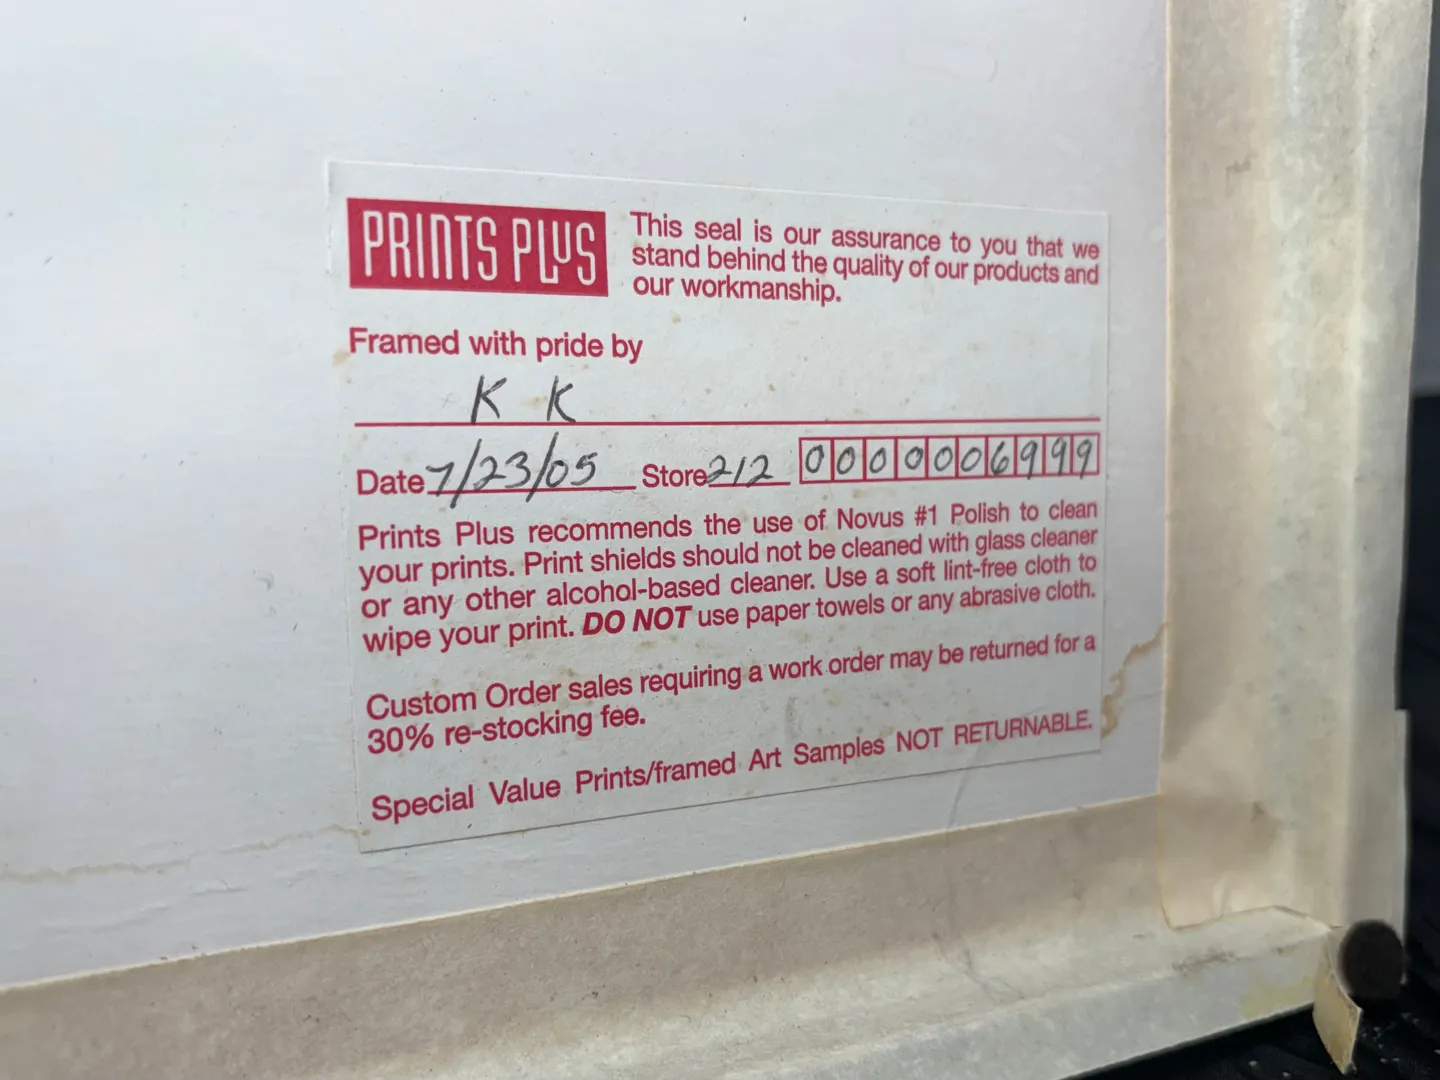 PRINTS PLUS
This seal is our assurance to you that we
stand behind the quality of our products and
our workmanship.
Framed with pride by
K K
Date 7/23/05 Store 212 0000006999
Prints Plus recommends the use of Novus #1 Polish to clean
your prints. Print shields should not be cleaned with glass cleaner
or any other alcohol-based cleaner. Use a soft lint-free cloth to
wipe your print. DO NOT use paper towels or any abrasive cloth.
Custom Order sales requiring a work order may be returned for a
30% re-stocking fee.
Special Value Prints/framed Art Samples NOT RETURNABLE.